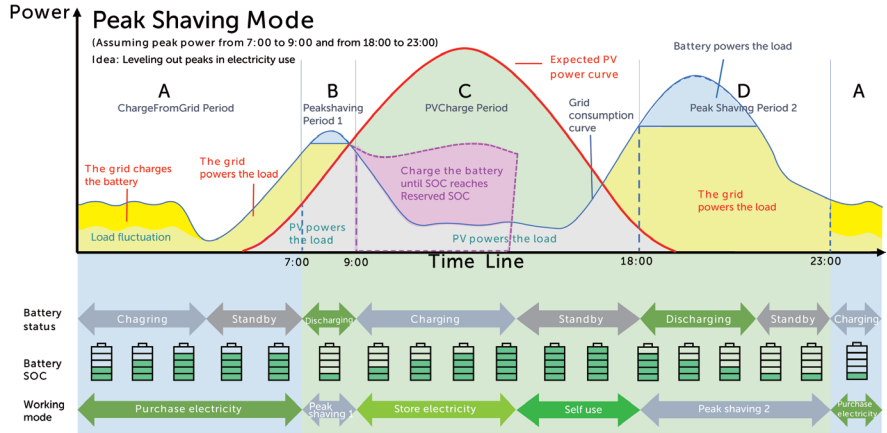 Power
Peak Shaving Mode
(Assuming peak power from 7:00 to 9:00 and from 18:00 to 23:00)
Idea: Leveling out peaks in electricity use
Expected PV
power curve
Battery powers the load
A
ChargeFromGrid Period
B
Peakshaving
Period 1
C
PVCharge Period
Grid
consumption
curve
D
Peak Shaving Period 2
A
The grid charges
the battery
The grid
powers the load
Charge the battery
until SOC reaches
Reserved SOC
The grid
powers the load
Load fluctuation
PV powers
the load
PV powers the load
7:00
9:00
Time Line
18:00
23:00
Battery
status
Chagring
Standby
Discharging
Charging
Standby
Discharging
Standby
Charging
Battery
SOC
Working
mode
Purchase electricity
Peak
shaving 1
Store electricity
Self use
Peak shaving 2
Purchase
electricity